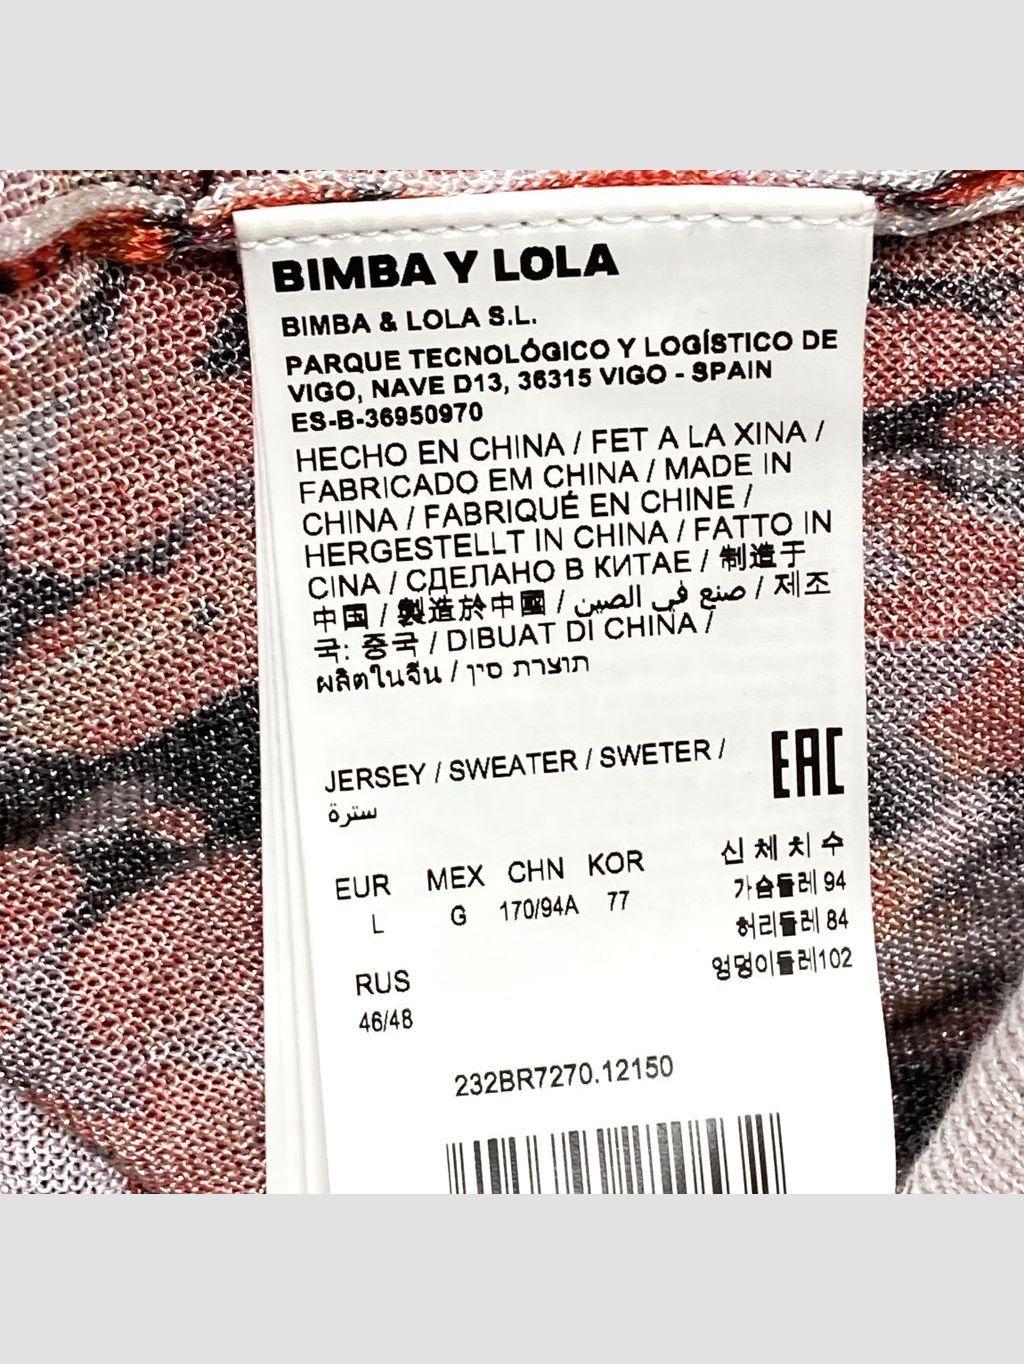 BIMBA Y LOLA
BIMBA & LOLA S.L.
PARQUE TECNOLÓGICO Y LOGÍSTICO DE
VIGO, NAVE D13, 36315 VIGO - SPAIN
ES-B-36950970
HECHO EN CHINA / FET A LA XINA /
FABRICADO EM CHINA / MADE IN
CHINA / FABRIQUÉ EN CHINE /
HERGESTELLT IN CHINA / FATTO IN
CINA / СДЕЛАНО В КИТАЕ / 制造于
中国 / 製造於中國 / صنع في الصين / 제조
국: 중국 / DIBUAT DI CHINA /
ผลิตในจีน / תוצרת סין
JERSEY / SWEATER / SWETER /
سترة
EAC
EUR MEX CHN KOR
L G 170/94A 77
RUS
46/48
신체치수
가슴둘레 94
허리둘레 84
엉덩이둘레102
232BR7270.12150